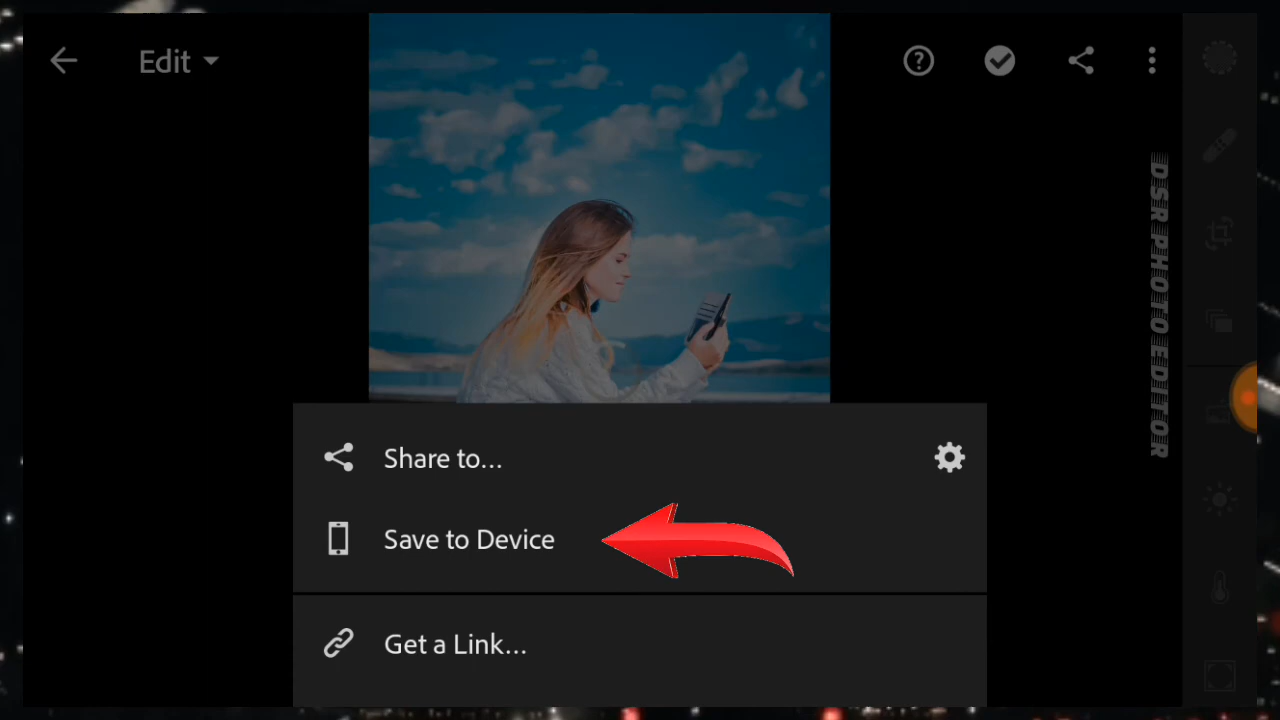 Edit
DSR PHOTO EDITOR
Share to...
Save to Device
Get a Link...